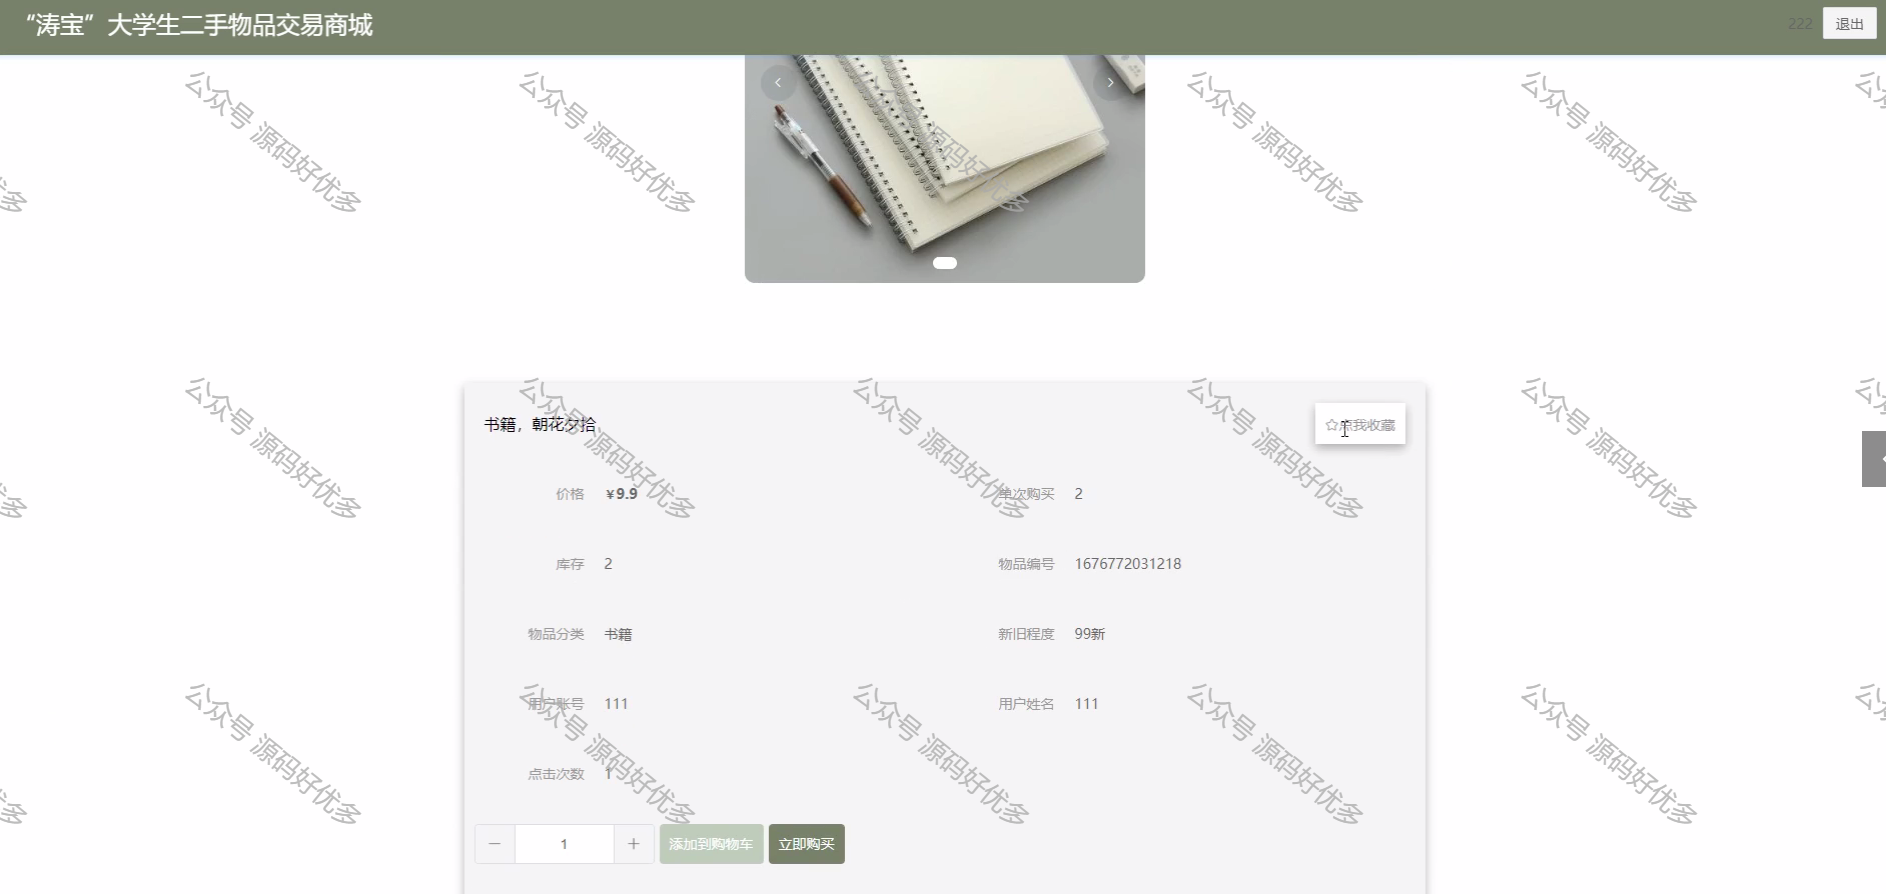 “涛宝”大学生二手物品交易商城
222
退出
书籍，朝花夕拾
☆点我收藏
价格 ¥9.9
单次购买 2
库存 2
物品编号 1676772031218
物品分类 书籍
新旧程度 99新
用户账号 111
用户姓名 111
点击次数 1
− 1 +
添加到购物车
立即购买
公众号 源码好优多